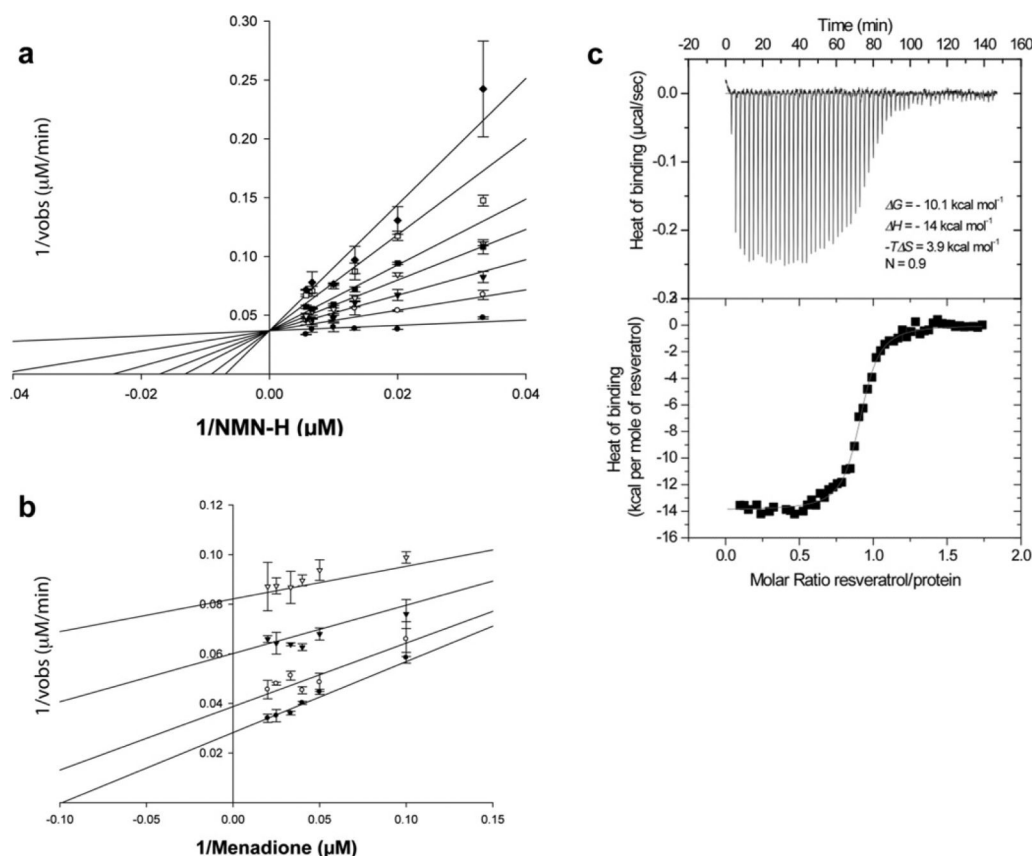 a
0.30
0.25
0.20
0.15
0.10
0.05
1/vobs (µM/min)
.04
-0.02
0.00
0.02
0.04
1/NMN-H (µM)
b
0.12
0.10
0.08
0.06
0.04
0.02
1/vobs (µM/min)
-0.10
-0.05
0.00
0.05
0.10
0.15
1/Menadione (µM)
c
Time (min)
-20 0 20 40 60 80 100 120 140 160
0.0
-0.1
-0.2
Heat of binding (µcal/sec)
ΔG = - 10.1 kcal mol-1
ΔH = - 14 kcal mol-1
-TΔS = 3.9 kcal mol-1
N = 0.9
0
-2
-4
-6
-8
-10
-12
-14
-16
Heat of binding
(kcal per mole of resveratrol)
0.0 0.5 1.0 1.5 2.0
Molar Ratio resveratrol/protein